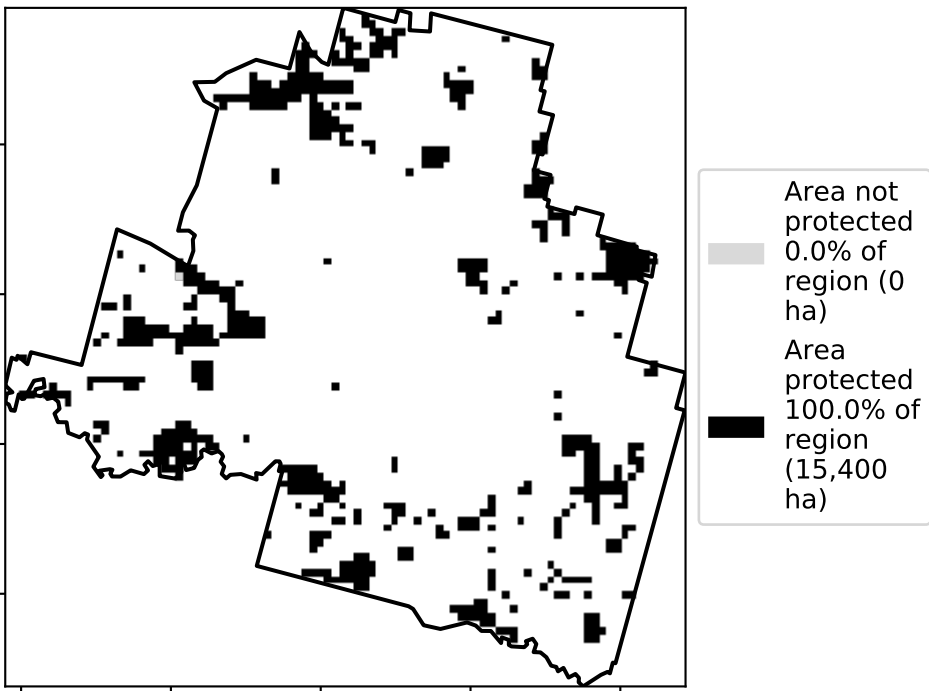 Area not
protected
0.0% of
region (0
ha)
Area
protected
100.0% of
region
(15,400
ha)